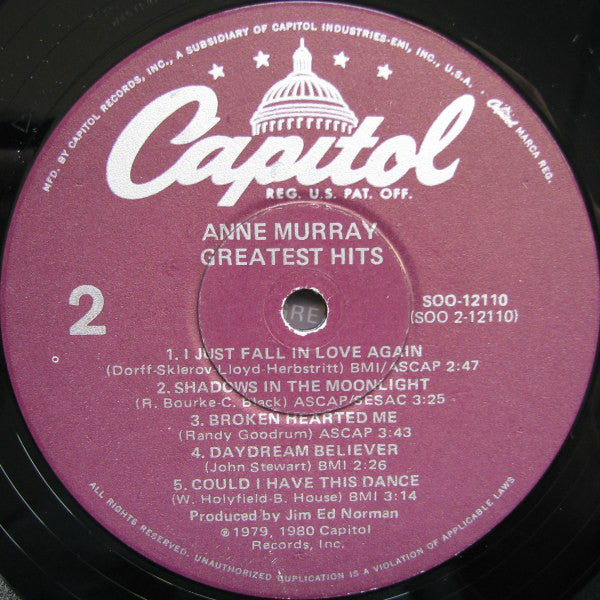 MFD. BY CAPITOL RECORDS, INC., A SUBSIDIARY OF CAPITOL INDUSTRIES-EMI, INC., U.S.A. • Capitol MARCA REG.
Capitol
REG. U.S. PAT. OFF.
ANNE MURRAY
GREATEST HITS
2
SOO-12110
(SOO 2-12110)
RE
1. I JUST FALL IN LOVE AGAIN
(Dorff-Sklerov-Lloyd-Herbstritt) BMI/ASCAP 2:47
2. SHADOWS IN THE MOONLIGHT
(R. Bourke-C. Black) ASCAP/SESAC 3:25
3. BROKEN HEARTED ME
(Randy Goodrum) ASCAP 3:43
4. DAYDREAM BELIEVER
(John Stewart) BMI 2:26
5. COULD I HAVE THIS DANCE
(W. Holyfield-B. House) BMI 3:14
Produced by Jim Ed Norman
℗1979, 1980 Capitol
Records, Inc.
ALL RIGHTS RESERVED. UNAUTHORIZED DUPLICATION IS A VIOLATION OF APPLICABLE LAWS